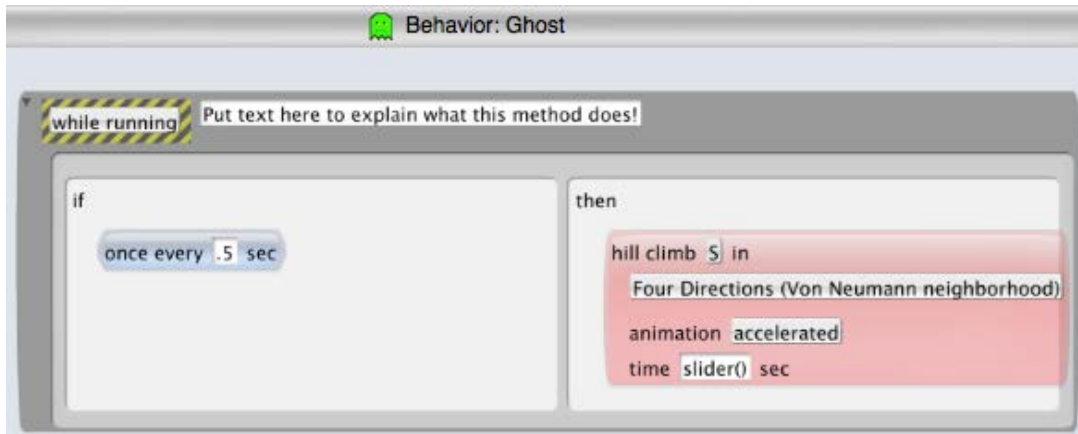 Behavior: Ghost
while running Put text here to explain what this method does!
if
once every .5 sec
then
hill climb S in
Four Directions (Von Neumann neighborhood)
animation accelerated
time slider() sec